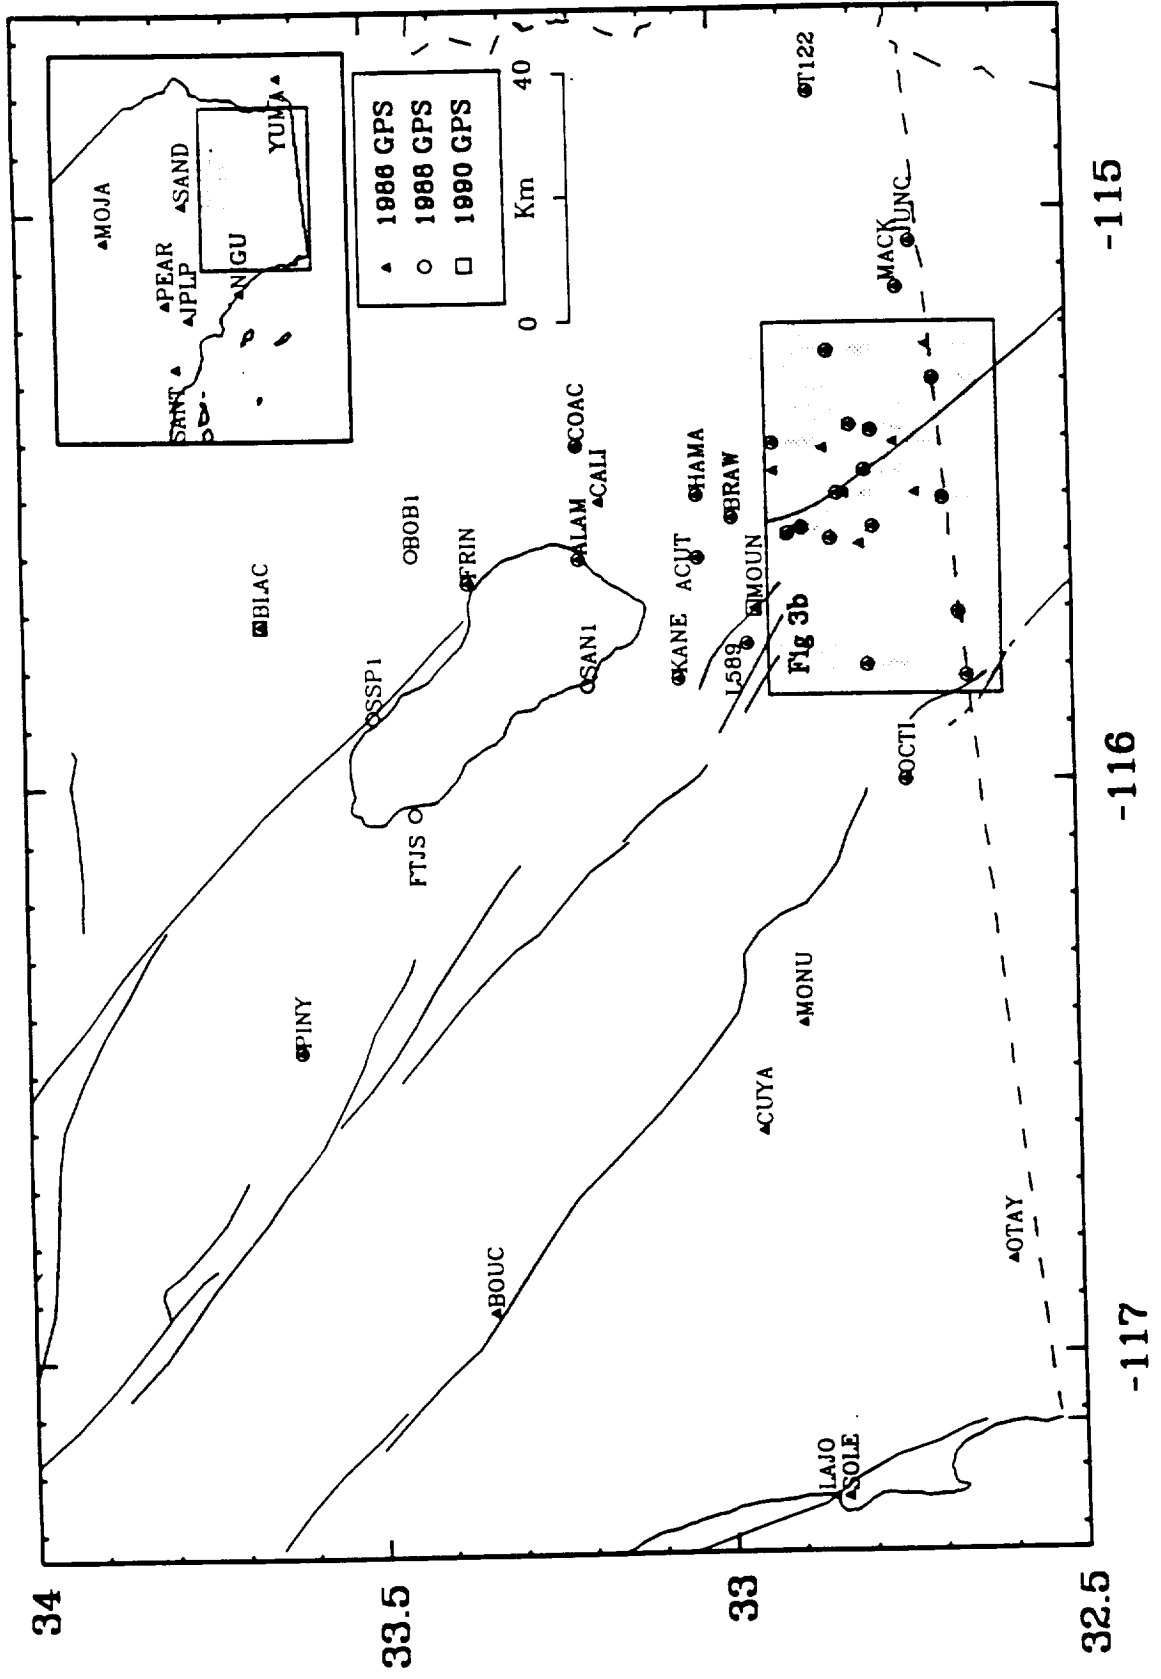 MOJA
PEAR
SAND
JPLP
SANT
NIGU
YUMA
1986 GPS
1988 GPS
1990 GPS
0
Km
40
BLAC
BOB1
SSP1
FRIN
FTJS
PINY
COAC
CALI
ALAM
SAN1
HAMA
BRAW
ACUT
KANE
MOUN
L589
T122
BOUC
MONU
CUYA
Fig 3b
MACK
JUNC
OCTI
LAJO
SOLE
OTAY
34
33.5
33
32.5
-117
-116
-115